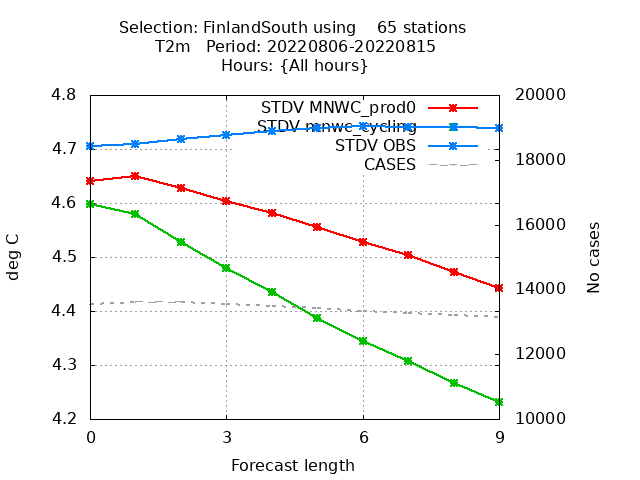 Selection: FinlandSouth using    65 stations
T2m   Period: 20220806-20220815
Hours: {All hours}
4.8
4.7
4.6
4.5
4.4
4.3
4.2
deg C
STDV MNWC_prod0
STDV mnwc_cycling
STDV OBS
CASES
20000
18000
16000
14000
12000
10000
No cases
0
3
6
9
Forecast length